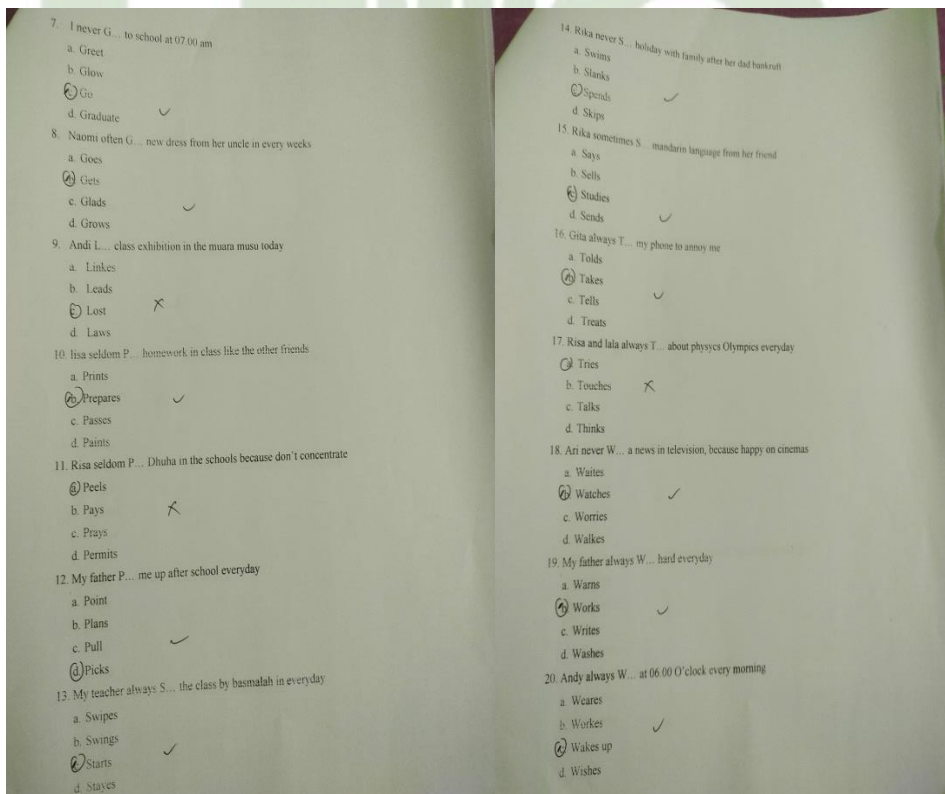 7. I never G... to school at 07.00 am
a. Greet
b. Glow
c. Go
d. Graduate
8. Naomi often G... new dress from her uncle in every weeks
a. Goes
b. Gets
c. Glads
d. Grows
9. Andi L... class exhibition in the muara musu today
a. Linkes
b. Leads
c. Lost
d. Laws
10. lisa seldom P... homework in class like the other friends
a. Prints
b. Prepares
c. Passes
d. Paints
11. Risa seldom P... Dhuha in the schools because don't concentrate
a. Peels
b. Pays
c. Prays
d. Permits
12. My father P... me up after school everyday
a. Point
b. Plans
c. Pull
d. Picks
13. My teacher always S... the class by basmalah in everyday
a. Swipes
b. Swings
c. Starts
d. Stayes
14. Rika never S... holiday with family after her dad bankruft
a. Swims
b. Slanks
c. Spends
d. Skips
15. Rika sometimes S... mandarin language from her friend
a. Says
b. Sells
c. Studies
d. Sends
16. Gita always T... my phone to annoy me
a. Tolds
b. Takes
c. Tells
d. Treats
17. Risa and lala always T... about physycs Olympics everyday
a. Tries
b. Touches
c. Talks
d. Thinks
18. Ari never W... a news in television, because happy on cinemas
a. Waites
b. Watches
c. Worries
d. Walkes
19. My father always W... hard everyday
a. Warns
b. Works
c. Writes
d. Washes
20. Andy always W... at 06.00 O'clock every morning
a. Weares
b. Workes
c. Wakes up
d. Wishes